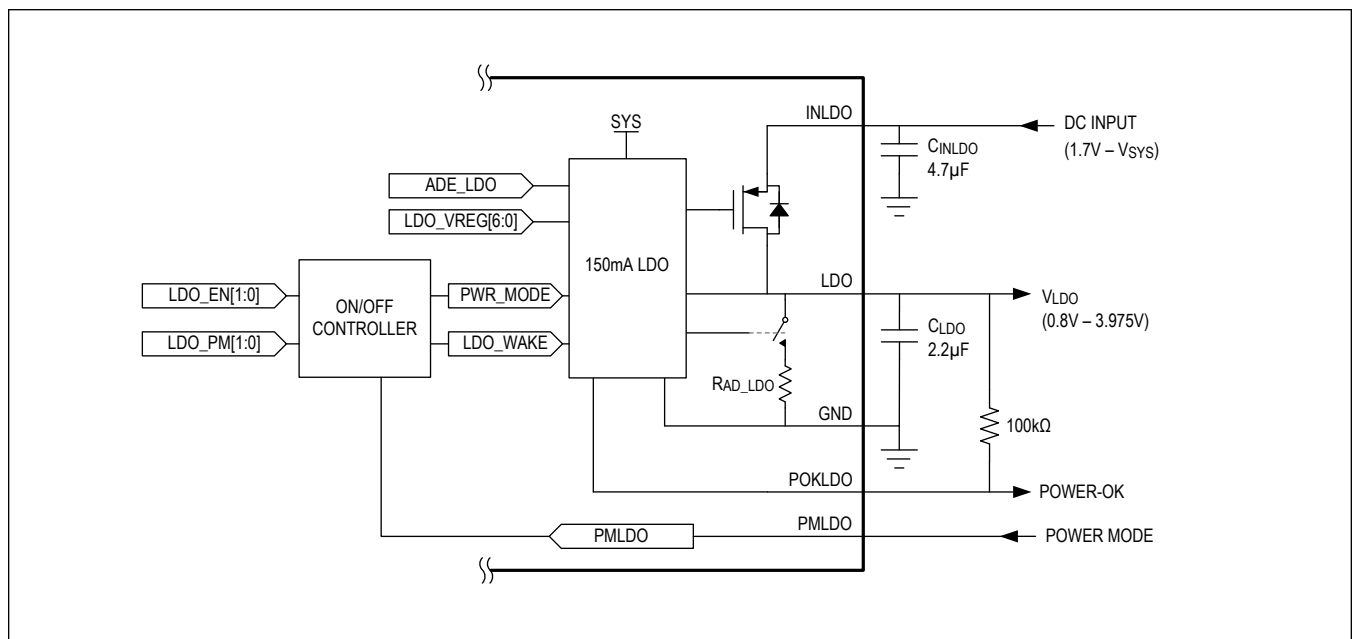 SYS
INLDO
DC INPUT
(1.7V – VSYS)
CINLDO
4.7µF
ADE_LDO
LDO_VREG[6:0]
150mA LDO
LDO
VLDO
(0.8V – 3.975V)
LDO_EN[1:0]
LDO_PM[1:0]
ON/OFF
CONTROLLER
PWR_MODE
LDO_WAKE
CLDO
2.2µF
RAD_LDO
GND
100kΩ
POKLDO
POWER-OK
PMLDO
PMLDO
POWER MODE